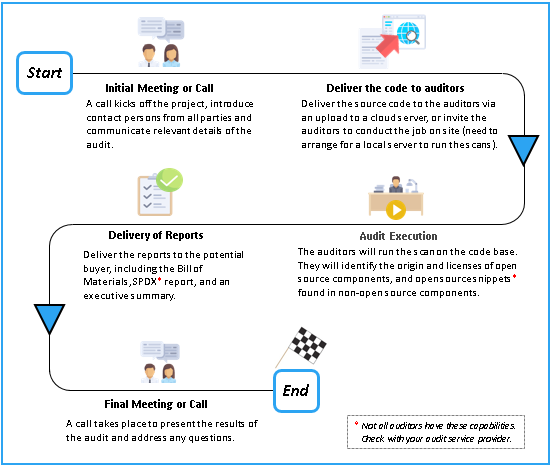 Start
Initial Meeting or Call
A call kicks off the project, introduce
contact persons from all parties and
communicate relevant details of the
audit.
Deliver the code to auditors
Deliver the source code to the auditors via
an upload to a cloud server, or invite the
auditors to conduct the job on site (need to
arrange for a local server to run the scans).
Audit Execution
The auditors will run the scan on the code base.
They will identify the origin and licenses of open
source components, and open source snippets*
found in non-open source components.
Delivery of Reports
Deliver the reports to the potential
buyer, including the Bill of
Materials, SPDX* report, and an
executive summary.
Final Meeting or Call
A call takes place to present the results of
the audit and address any questions.
End
* Not all auditors have these capabilities.
Check with your audit service provider.